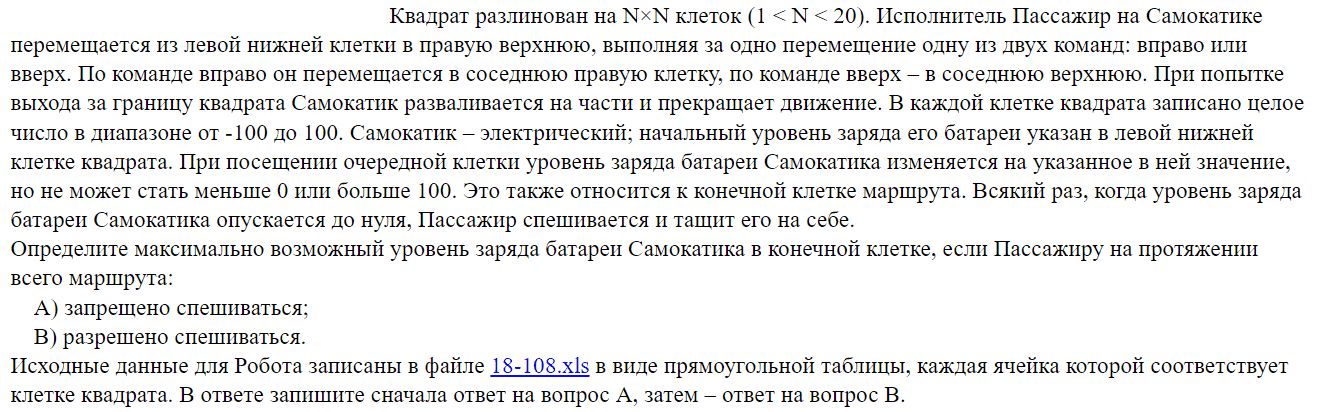 Квадрат разлинован на N×N клеток (1 < N < 20). Исполнитель Пассажир на Самокатике
перемещается из левой нижней клетки в правую верхнюю, выполняя за одно перемещение одну из двух команд: вправо или
вверх. По команде вправо он перемещается в соседнюю правую клетку, по команде вверх – в соседнюю верхнюю. При попытке
выхода за границу квадрата Самокатик разваливается на части и прекращает движение. В каждой клетке квадрата записано целое
число в диапазоне от -100 до 100. Самокатик – электрический; начальный уровень заряда его батареи указан в левой нижней
клетке квадрата. При посещении очередной клетки уровень заряда батареи Самокатика изменяется на указанное в ней значение,
но не может стать меньше 0 или больше 100. Это также относится к конечной клетке маршрута. Всякий раз, когда уровень заряда
батареи Самокатика опускается до нуля, Пассажир спешивается и тащит его на себе.
Определите максимально возможный уровень заряда батареи Самокатика в конечной клетке, если Пассажиру на протяжении
всего маршрута:
А) запрещено спешиваться;
В) разрешено спешиваться.
Исходные данные для Робота записаны в файле 18-108.xls в виде прямоугольной таблицы, каждая ячейка которой соответствует
клетке квадрата. В ответе запишите сначала ответ на вопрос А, затем – ответ на вопрос В.